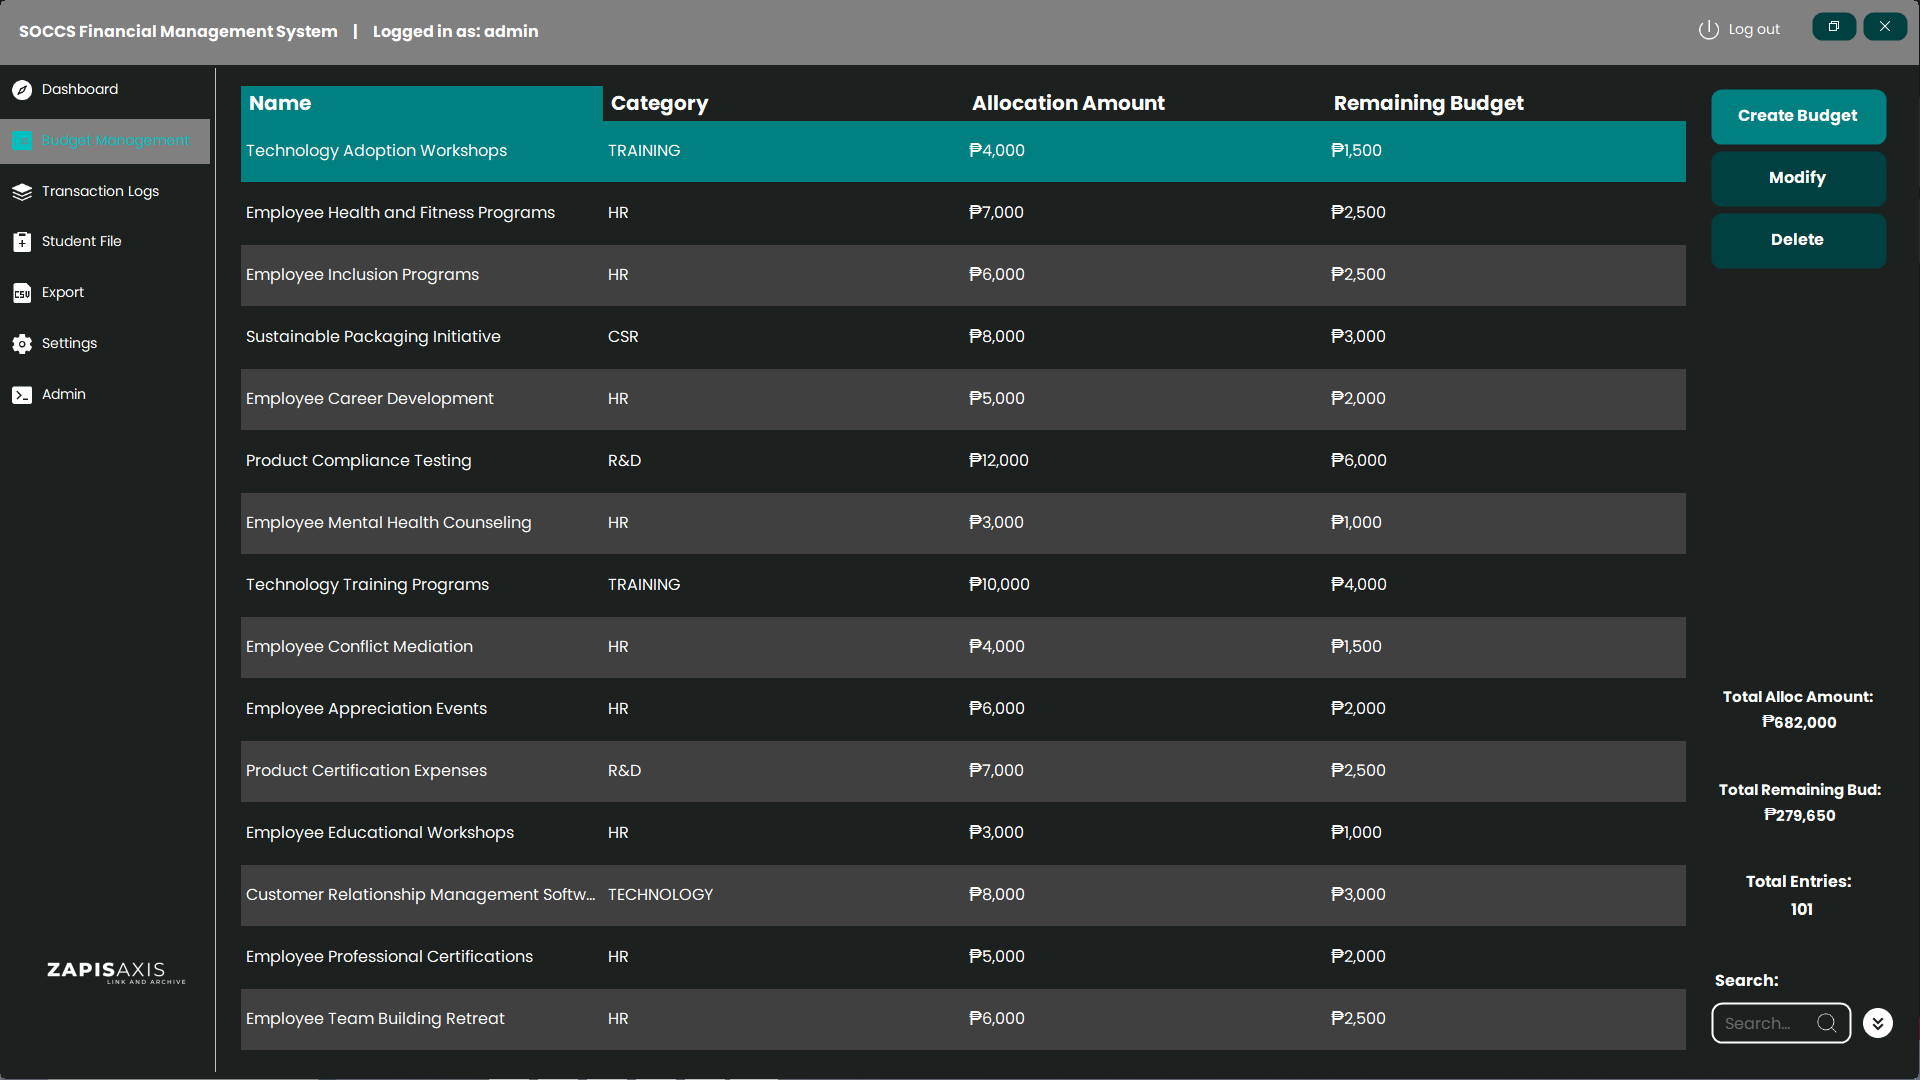 SOCCS Financial Management System | Logged in as: admin
Log out
Dashboard
Budget Management
Transaction Logs
Student File
CSV Export
Settings
Admin
ZAPISAXIS
LINK AND ARCHIVE
Name Category Allocation Amount Remaining Budget
Technology Adoption Workshops TRAINING ₱4,000 ₱1,500
Employee Health and Fitness Programs HR ₱7,000 ₱2,500
Employee Inclusion Programs HR ₱6,000 ₱2,500
Sustainable Packaging Initiative CSR ₱8,000 ₱3,000
Employee Career Development HR ₱5,000 ₱2,000
Product Compliance Testing R&D ₱12,000 ₱6,000
Employee Mental Health Counseling HR ₱3,000 ₱1,000
Technology Training Programs TRAINING ₱10,000 ₱4,000
Employee Conflict Mediation HR ₱4,000 ₱1,500
Employee Appreciation Events HR ₱6,000 ₱2,000
Product Certification Expenses R&D ₱7,000 ₱2,500
Employee Educational Workshops HR ₱3,000 ₱1,000
Customer Relationship Management Softw... TECHNOLOGY ₱8,000 ₱3,000
Employee Professional Certifications HR ₱5,000 ₱2,000
Employee Team Building Retreat HR ₱6,000 ₱2,500
Create Budget
Modify
Delete
Total Alloc Amount:
₱682,000
Total Remaining Bud:
₱279,650
Total Entries:
101
Search:
Search...